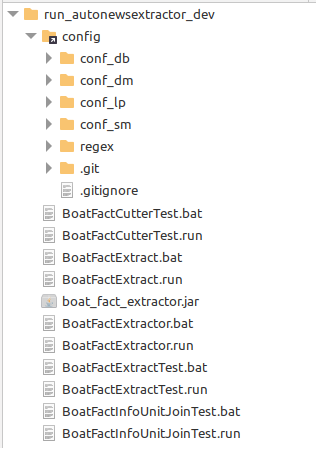 run_autonewsextractor_dev
config
conf_db
conf_dm
conf_lp
conf_sm
regex
.git
.gitignore
BoatFactCutterTest.bat
BoatFactCutterTest.run
BoatFactExtract.bat
BoatFactExtract.run
boat_fact_extractor.jar
BoatFactExtractor.bat
BoatFactExtractor.run
BoatFactExtractTest.bat
BoatFactExtractTest.run
BoatFactInfoUnitJoinTest.bat
BoatFactInfoUnitJoinTest.run